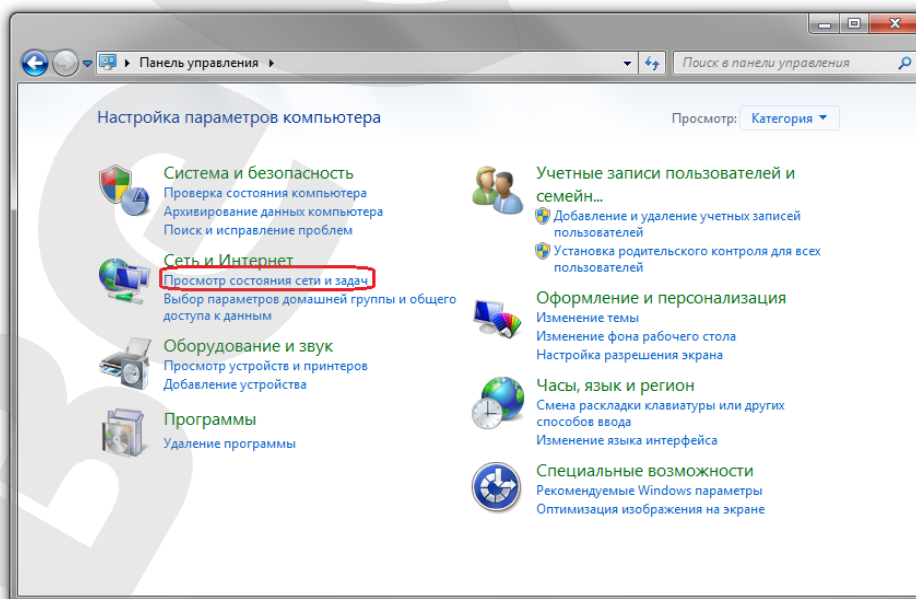 Панель управления
Поиск в панели управления
Настройка параметров компьютера
Просмотр: Категория
Система и безопасность
Проверка состояния компьютера
Архивирование данных компьютера
Поиск и исправление проблем
Сеть и Интернет
Просмотр состояния сети и задач
Выбор параметров домашней группы и общего
доступа к данным
Оборудование и звук
Просмотр устройств и принтеров
Добавление устройства
Программы
Удаление программы
Учетные записи пользователей и
семейн...
Добавление и удаление учетных записей
пользователей
Установка родительского контроля для всех
пользователей
Оформление и персонализация
Изменение темы
Изменение фона рабочего стола
Настройка разрешения экрана
Часы, язык и регион
Смена раскладки клавиатуры или других
способов ввода
Изменение языка интерфейса
Специальные возможности
Рекомендуемые Windows параметры
Оптимизация изображения на экране